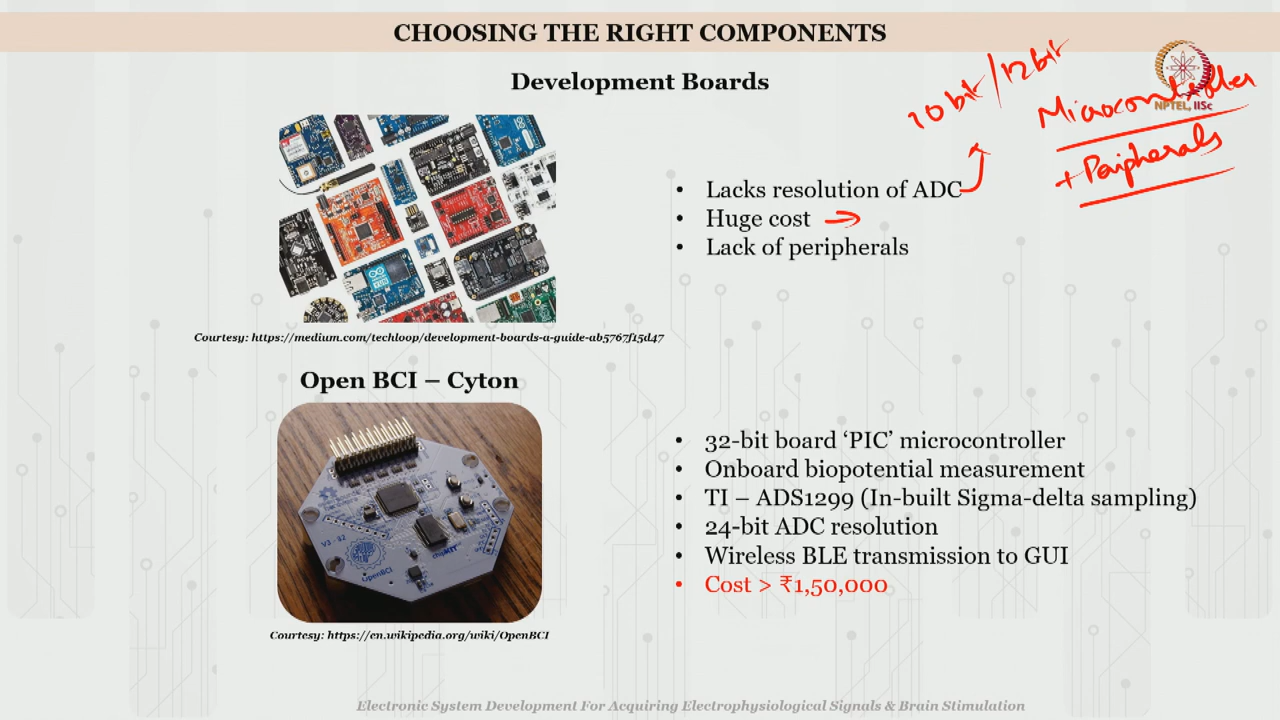 CHOOSING THE RIGHT COMPONENTS
Development Boards
10 bit / 12 bit
Microcontroller
+ Peripherals
NPTEL, IISc
• Lacks resolution of ADC
• Huge cost →
• Lack of peripherals
Courtesy: https://medium.com/techloop/development-boards-a-guide-ab5767f15d47
Open BCI – Cyton
V3 - 32
OpenBCI
chipKIT
• 32-bit board ‘PIC’ microcontroller
• Onboard biopotential measurement
• TI – ADS1299 (In-built Sigma-delta sampling)
• 24-bit ADC resolution
• Wireless BLE transmission to GUI
• Cost > ₹1,50,000
Courtesy: https://en.wikipedia.org/wiki/OpenBCI
Electronic System Development For Acquiring Electrophysiological Signals & Brain Stimulation